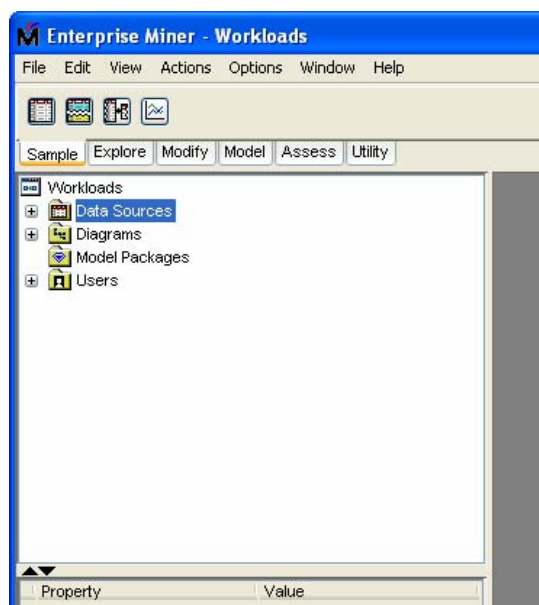 Enterprise Miner - Workloads
File Edit View Actions Options Window Help
Sample Explore Modify Model Assess Utility
Workloads
Data Sources
Diagrams
Model Packages
Users
Property Value